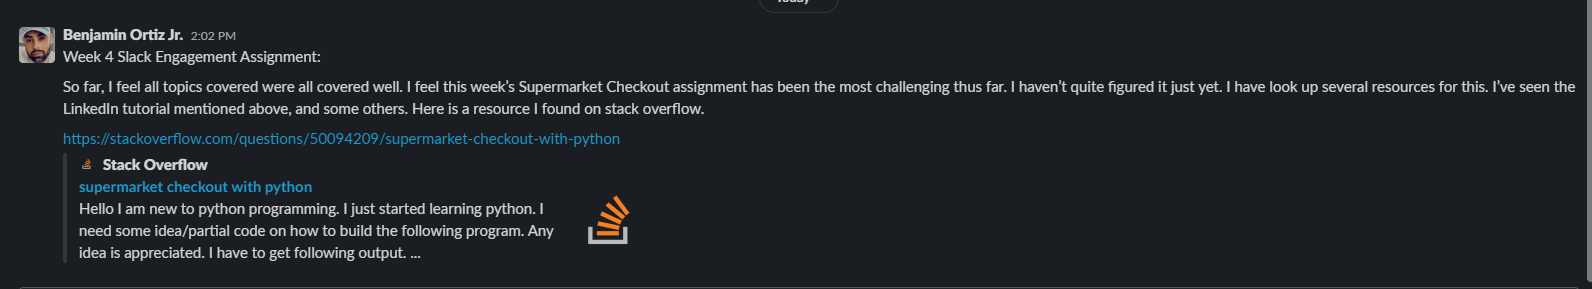 Today
Benjamin Ortiz Jr. 2:02 PM
Week 4 Slack Engagement Assignment:
So far, I feel all topics covered were all covered well. I feel this week's Supermarket Checkout assignment has been the most challenging thus far. I haven't quite figured it just yet. I have look up several resources for this. I've seen the
LinkedIn tutorial mentioned above, and some others. Here is a resource I found on stack overflow.
https://stackoverflow.com/questions/50094209/supermarket-checkout-with-python
Stack Overflow
supermarket checkout with python
Hello I am new to python programming. I just started learning python. I
need some idea/partial code on how to build the following program. Any
idea is appreciated. I have to get following output. ...